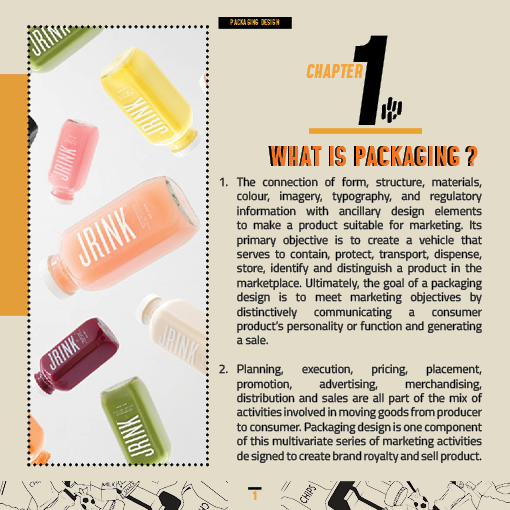 PACKAGING DESIGN
CHAPTER 1
WHAT IS PACKAGING ?
1. The connection of form, structure, materials,
colour, imagery, typography, and regulatory
information with ancillary design elements
to make a product suitable for marketing. Its
primary objective is to create a vehicle that
serves to contain, protect, transport, dispense,
store, identify and distinguish a product in the
marketplace. Ultimately, the goal of a packaging
design is to meet marketing objectives by
distinctively communicating a consumer
product's personality or function and generating
a sale.
2. Planning, execution, pricing, placement,
promotion, advertising, merchandising,
distribution and sales are all part of the mix of
activities involved in moving goods from producer
to consumer. Packaging design is one component
of this multivariate series of marketing activities
de signed to create brand royalty and sell product.
JRINK
JRINK
JRINK
JRINK
JRINK
JRINK
JRINK
CHIPS
1
CHIPS